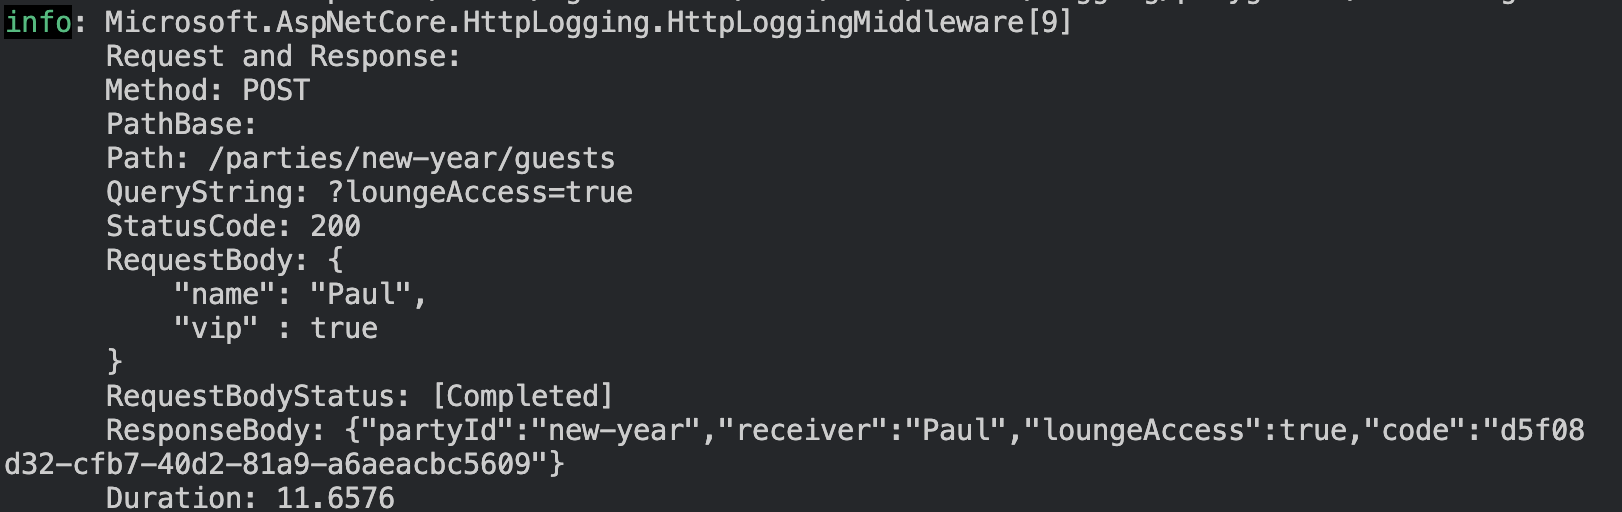 info: Microsoft.AspNetCore.HttpLogging.HttpLoggingMiddleware[9]
Request and Response:
Method: POST
PathBase:
Path: /parties/new-year/guests
QueryString: ?loungeAccess=true
StatusCode: 200
RequestBody: {
"name": "Paul",
"vip" : true
}
RequestBodyStatus: [Completed]
ResponseBody: {"partyId":"new-year","receiver":"Paul","loungeAccess":true,"code":"d5f08
d32-cfb7-40d2-81a9-a6aeacbc5609"}
Duration: 11.6576